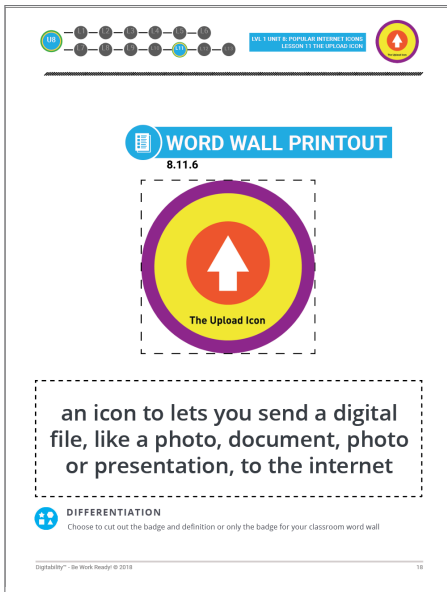 U8
L1 L2 L3 L4 L5 L6
L7 L8 L9 L10 L11 L12 L13
LVL 1 UNIT 8: POPULAR INTERNET ICONS
LESSON 11 THE UPLOAD ICON
The Upload Icon
WORD WALL PRINTOUT
8.11.6
The Upload Icon
an icon to lets you send a digital
file, like a photo, document, photo
or presentation, to the internet
DIFFERENTIATION
Choose to cut out the badge and definition or only the badge for your classroom word wall
Digitability™ - Be Work Ready! © 2018
18